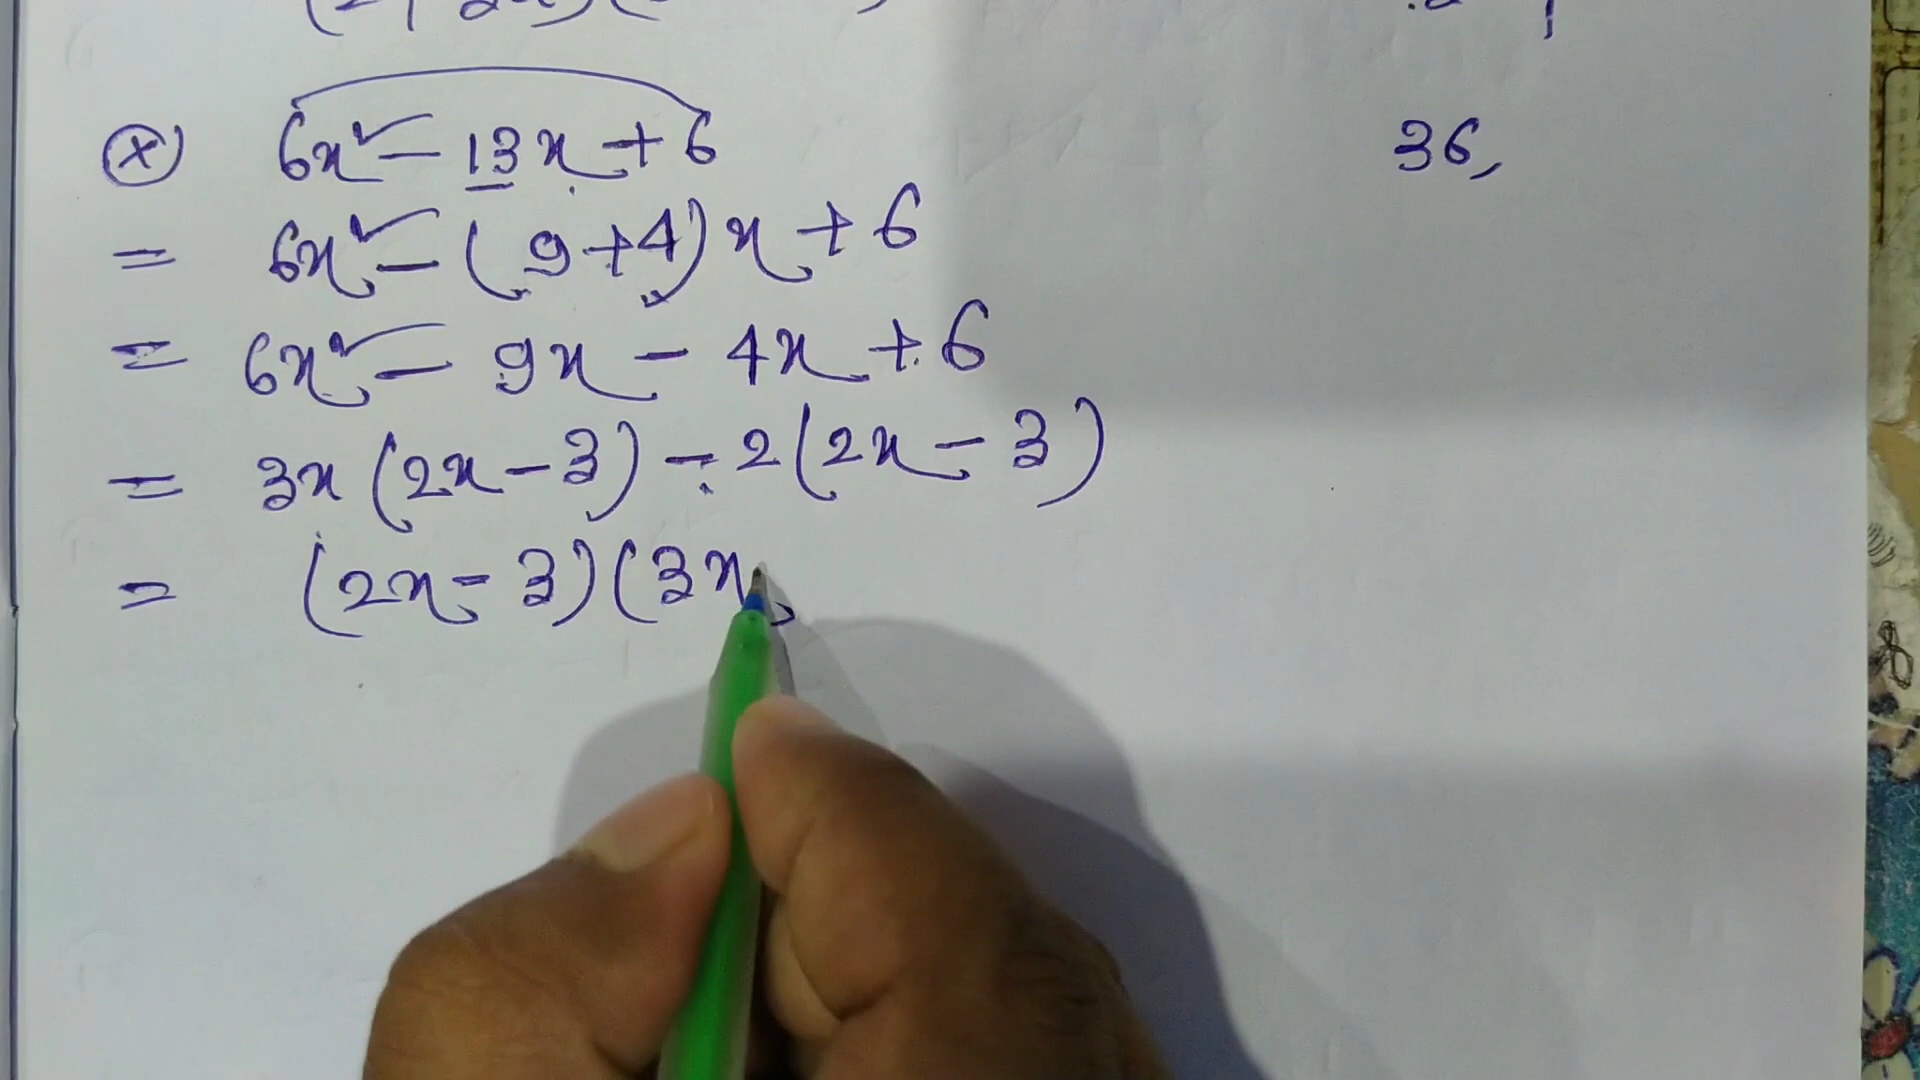 (x) 6x² - 13x + 6
36,
= 6x² - (9+4)x + 6
= 6x² - 9x - 4x + 6
= 3x(2x-3) - 2(2x-3)
= (2x-3)(3x